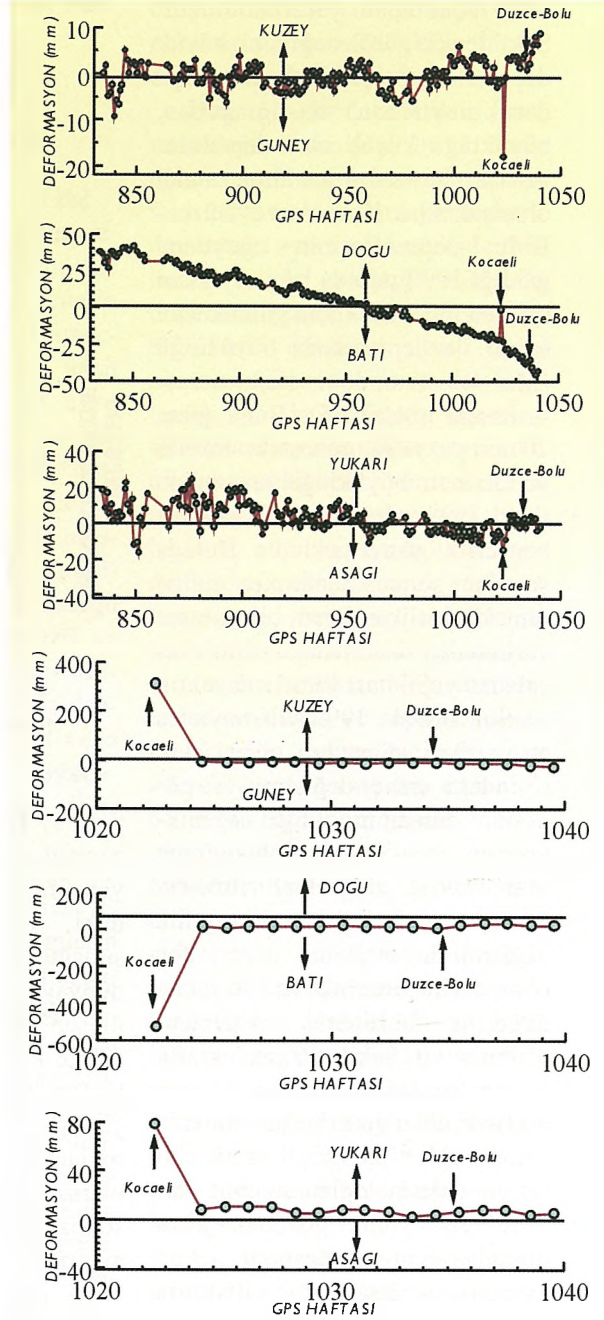 DEFORMASYON (mm)
10
0
-10
-20
KUZEY
GUNEY
Duzce-Bolu
Kocaeli
850 900 950 1000 1050
GPS HAFTASI
DEFORMASYON (mm)
50
25
0
-25
-50
DOGU
BATI
Kocaeli
Duzce-Bolu
850 900 950 1000 1050
GPS HAFTASI
DEFORMASYON (mm)
40
20
0
-20
-40
YUKARI
ASAGI
Duzce-Bolu
Kocaeli
850 900 950 1000 1050
GPS HAFTASI
DEFORMASYON (mm)
400
200
0
-200
Kocaeli
KUZEY
GUNEY
Duzce-Bolu
1020 1030 1040
GPS HAFTASI
DEFORMASYON (mm)
200
0
-200
-400
-600
Kocaeli
DOGU
BATI
Duzce-Bolu
1020 1030 1040
GPS HAFTASI
DEFORMASYON (mm)
80
40
0
-40
Kocaeli
YUKARI
ASAGI
Duzce-Bolu
1020 1030 1040
GPS HAFTASI